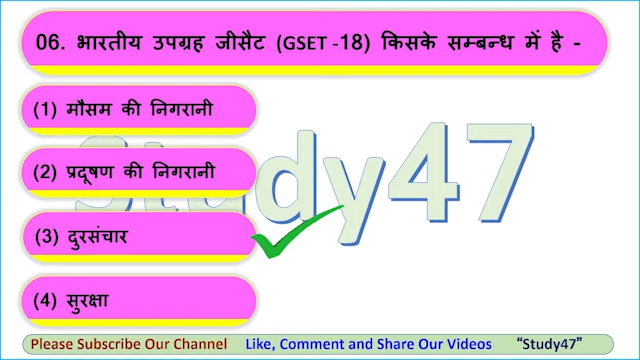 06. भारतीय उपग्रह जीसैट (GSET -18) किसके सम्बन्ध में है -
(1) मौसम की निगरानी
(2) प्रदूषण की निगरानी
(3) दुरसंचार
(4) सुरक्षा
Study47
Please Subscribe Our Channel Like, Comment and Share Our Videos “Study47”